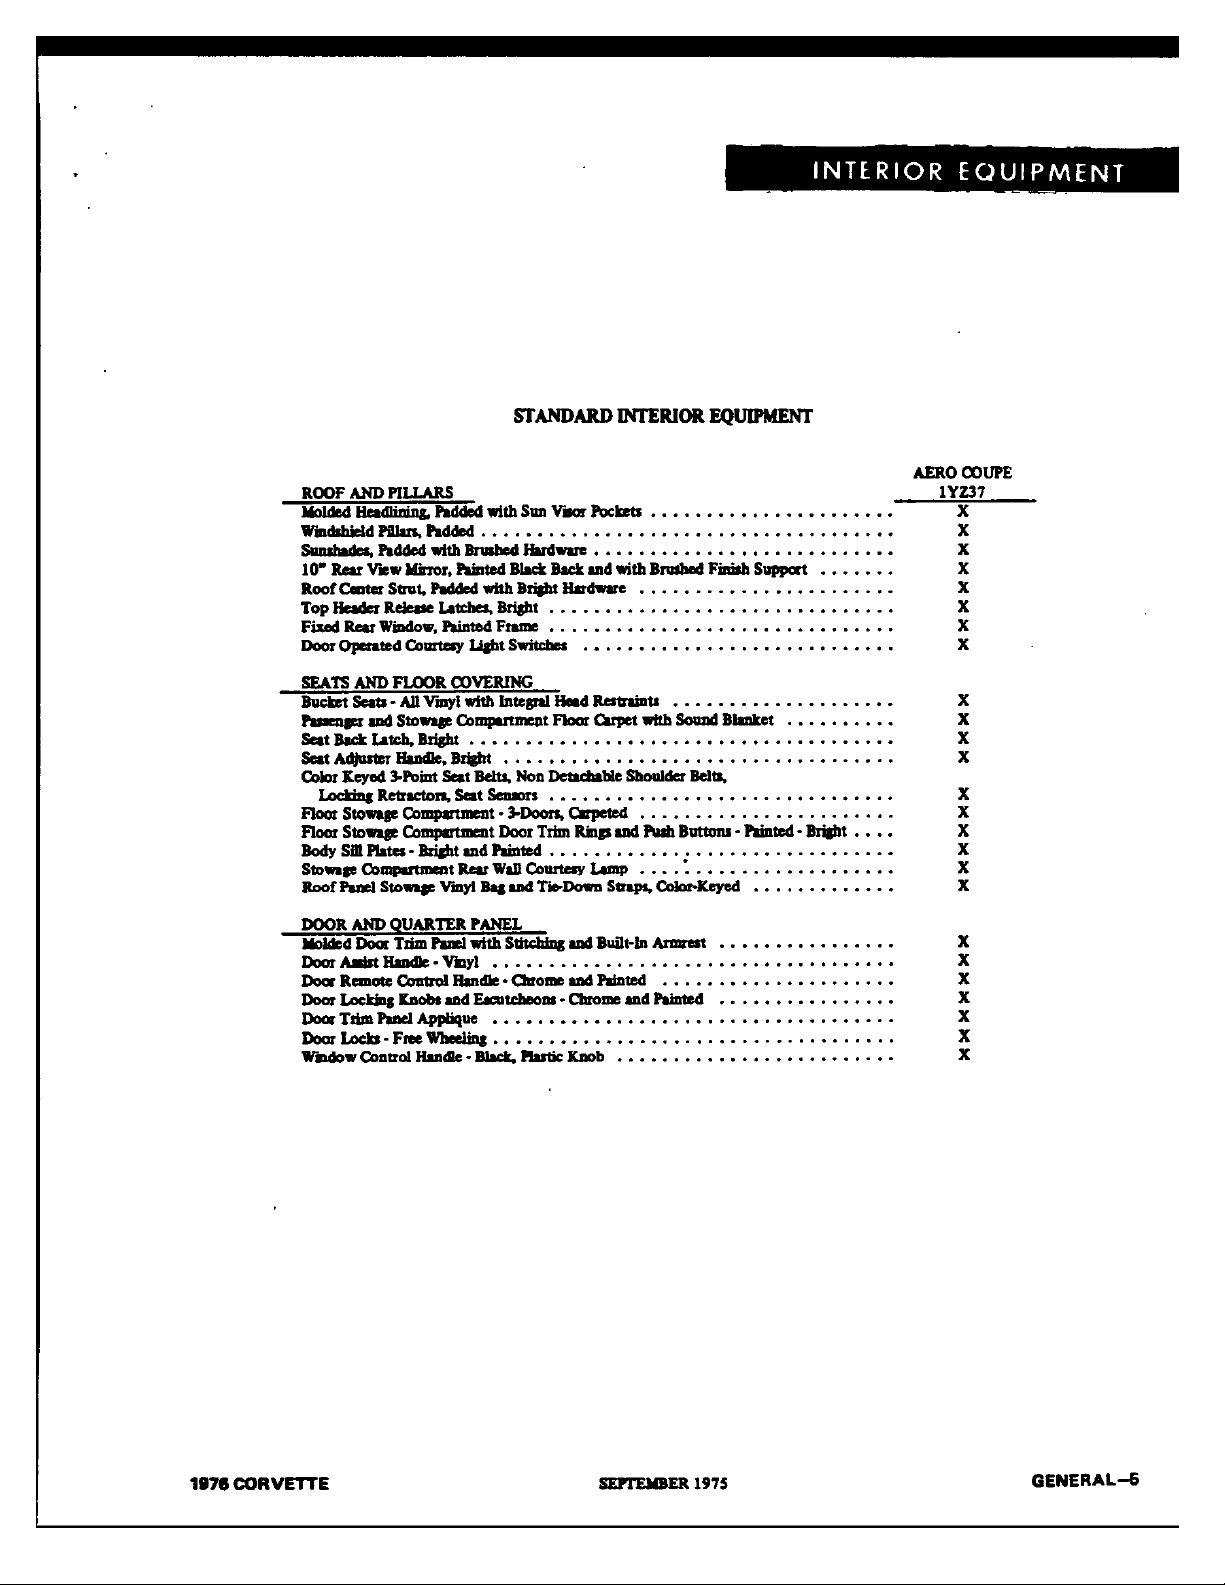 INTERIOR EQUIPMENT
STANDARD INTERIOR EQUIPMENT
AERO COUPE
ROOF AND PILLARS 1YZ37
Molded Headlining, Padded with Sun Visor Pockets . . . . . . . . . . . . . . . . . . . . . . X
Windshield Pillars, Padded . . . . . . . . . . . . . . . . . . . . . . . . . . . . . . . . . . . . . X
Sunshades, Padded with Brushed Hardware . . . . . . . . . . . . . . . . . . . . . . . . . . . X
10" Rear View Mirror, Painted Black Back and with Brushed Finish Support . . . . . . . X
Roof Center Strut, Padded with Bright Hardware . . . . . . . . . . . . . . . . . . . . . . . X
Top Header Release Latches, Bright . . . . . . . . . . . . . . . . . . . . . . . . . . . . . . . X
Fixed Rear Window, Painted Frame . . . . . . . . . . . . . . . . . . . . . . . . . . . . . . . X
Door Operated Courtesy Light Switches . . . . . . . . . . . . . . . . . . . . . . . . . . . . X
SEATS AND FLOOR COVERING
Bucket Seats - All Vinyl with Integral Head Restraints . . . . . . . . . . . . . . . . . . . . X
Passenger and Stowage Compartment Floor Carpet with Sound Blanket . . . . . . . . . . X
Seat Back Latch, Bright . . . . . . . . . . . . . . . . . . . . . . . . . . . . . . . . . . . . . . X
Seat Adjuster Handle, Bright . . . . . . . . . . . . . . . . . . . . . . . . . . . . . . . . . . . X
Color Keyed 3-Point Seat Belts, Non Detachable Shoulder Belts,
Locking Retractors, Seat Sensors . . . . . . . . . . . . . . . . . . . . . . . . . . . . . . . X
Floor Stowage Compartment - 3-Doors, Carpeted . . . . . . . . . . . . . . . . . . . . . . . X
Floor Stowage Compartment Door Trim Rings and Push Buttons - Painted - Bright . . . . X
Body Sill Plates - Bright and Painted . . . . . . . . . . . . . . . . . . . . . . . . . . . . . . . X
Stowage Compartment Rear Wall Courtesy Lamp . . . . . . . . . . . . . . . . . . . . . . . X
Roof Panel Stowage Vinyl Bag and Tie-Down Straps, Color-Keyed . . . . . . . . . . . . . X
DOOR AND QUARTER PANEL
Molded Door Trim Panel with Stitching and Built-In Armrest . . . . . . . . . . . . . . . . X
Door Assist Handle - Vinyl . . . . . . . . . . . . . . . . . . . . . . . . . . . . . . . . . . . . X
Door Remote Control Handle - Chrome and Painted . . . . . . . . . . . . . . . . . . . . . X
Door Locking Knobs and Escutcheons - Chrome and Painted . . . . . . . . . . . . . . . . X
Door Trim Panel Applique . . . . . . . . . . . . . . . . . . . . . . . . . . . . . . . . . . . . X
Door Locks - Free Wheeling . . . . . . . . . . . . . . . . . . . . . . . . . . . . . . . . . . . . X
Window Control Handle - Black, Plastic Knob . . . . . . . . . . . . . . . . . . . . . . . . . X
1976 CORVETTE SEPTEMBER 1975 GENERAL–5